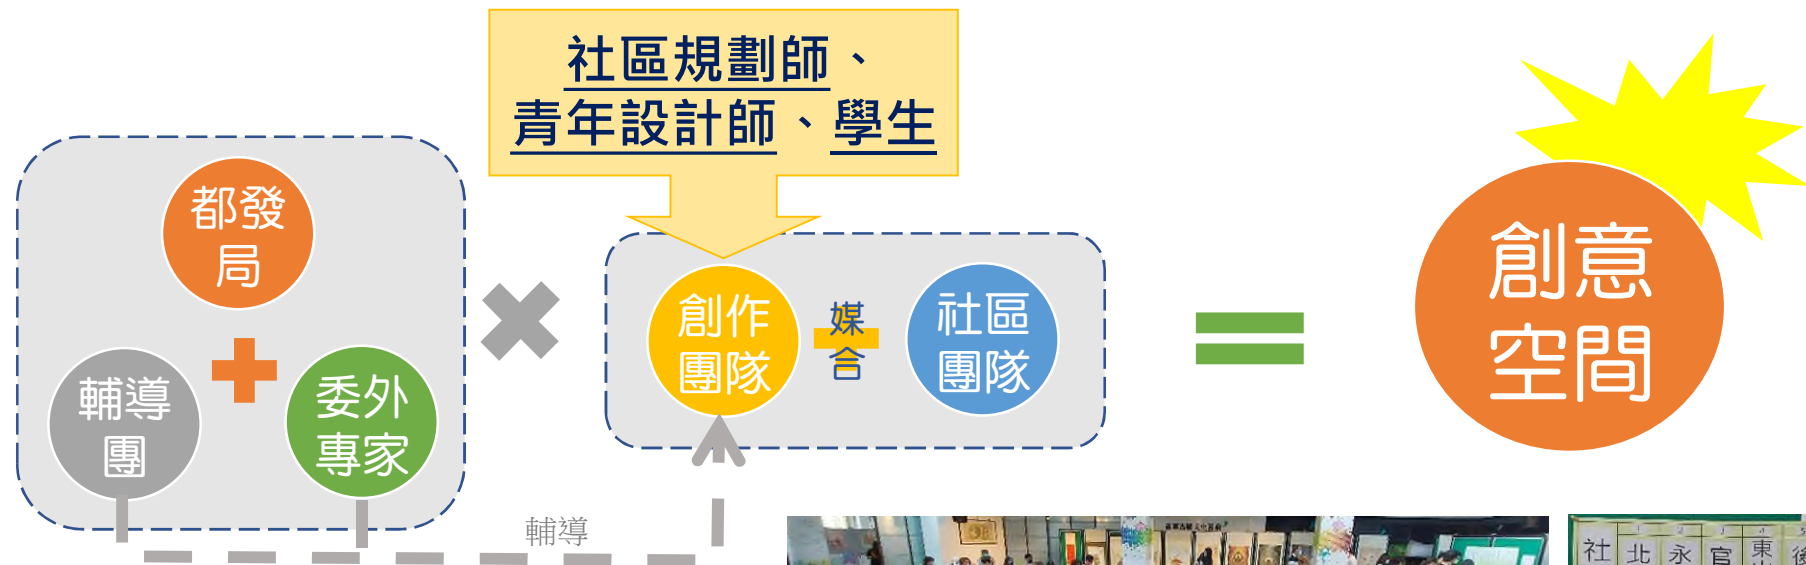 社區規劃師、
青年設計師、學生
都發
局
輔導
團
委外
專家
創作
團隊
媒
合
社區
團隊
創意
空間
輔導
社 北 永 官 東